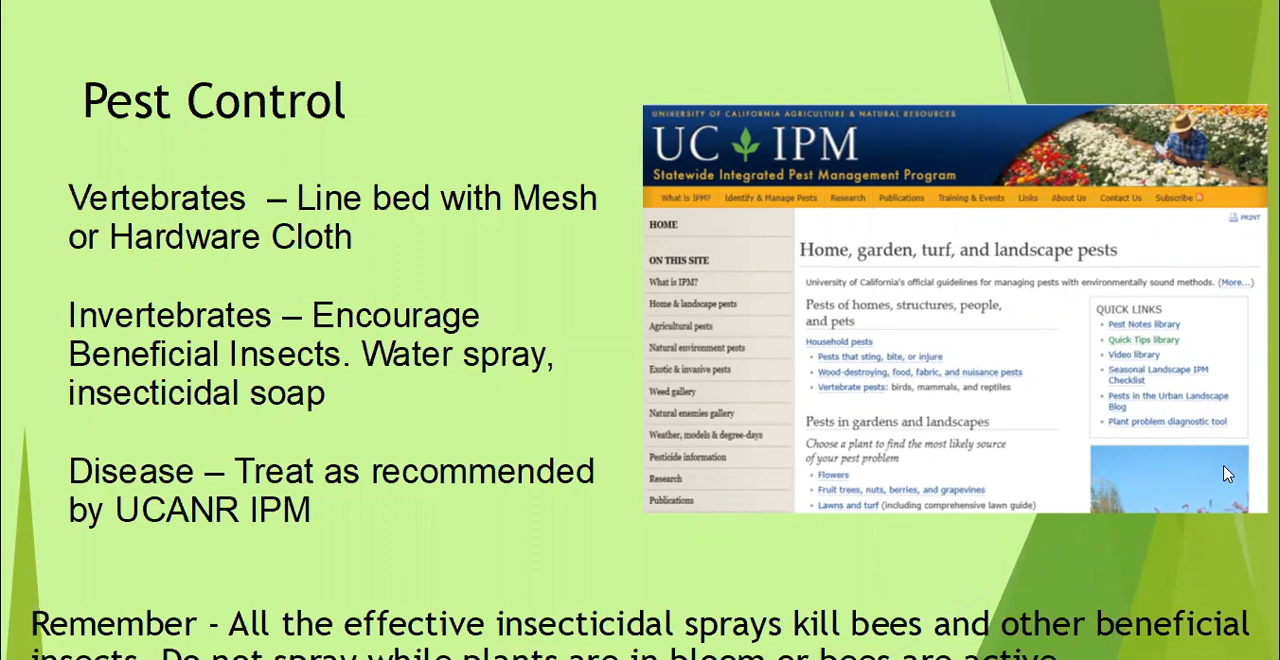 Pest Control
Vertebrates – Line bed with Mesh
or Hardware Cloth
Invertebrates – Encourage
Beneficial Insects. Water spray,
insecticidal soap
Disease – Treat as recommended
by UCANR IPM
UNIVERSITY OF CALIFORNIA AGRICULTURE & NATURAL RESOURCES
UC IPM
Statewide Integrated Pest Management Program
What is IPM? Identify & Manage Pests Research Publications Training & Events Links About Us Contact Us Subscribe
HOME
ON THIS SITE
What is IPM?
Home & landscape pests
Agricultural pests
Natural environment pests
Exotic & invasive pests
Weed gallery
Natural enemies gallery
Weather, models & degree-days
Pesticide information
Research
Publications
PRINT
Home, garden, turf, and landscape pests
University of California's official guidelines for managing pests with environmentally sound methods. (More...)
Pests of homes, structures, people,
and pets
Household pests
Pests that sting, bite, or injure
Wood-destroying, food, fabric, and nuisance pests
Vertebrate pests: birds, mammals, and reptiles
Pests in gardens and landscapes
Choose a plant to find the most likely source
of your pest problem
Flowers
Fruit trees, nuts, berries, and grapevines
Lawns and turf (including comprehensive lawn guide)
QUICK LINKS
Pest Notes library
Quick Tips library
Video library
Seasonal Landscape IPM
Checklist
Pests in the Urban Landscape
Blog
Plant problem diagnostic tool
Remember - All the effective insecticidal sprays kill bees and other beneficial
insects. Do not spray while plants are in bloom or bees are active